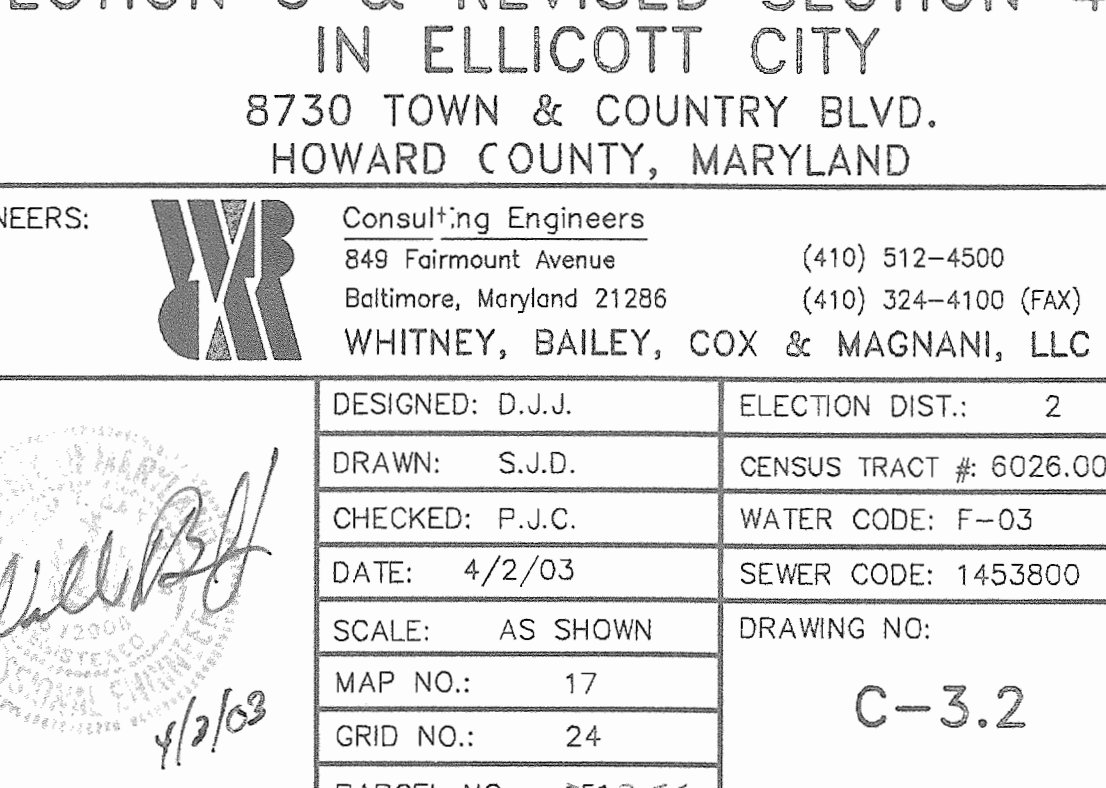 REVISED SECTION
IN ELLICOTT CITY
8730 TOWN & COUNTRY BLVD.
HOWARD COUNTY, MARYLAND
NEERS:
Consulting Engineers
849 Fairmount Avenue (410) 512-4500
Baltimore, Maryland 21286 (410) 324-4100 (FAX)
WHITNEY, BAILEY, COX & MAGNANI, LLC
DESIGNED: D.J.J. ELECTION DIST.: 2
DRAWN: S.J.D. CENSUS TRACT #: 6026.00
CHECKED: P.J.C. WATER CODE: F-03
DATE: 4/2/03 SEWER CODE: 1453800
SCALE: AS SHOWN DRAWING NO:
MAP NO.: 17
C-3.2
GRID NO.: 24
4/2/03